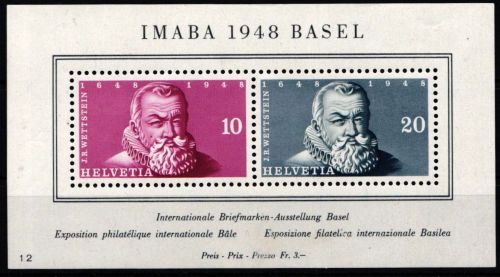 IMABA 1948 BASEL
1648 1948
J.R.WETTSTEIN
10
HELVETIA
1648 1948
J.R.WETTSTEIN
20
HELVETIA
Internationale Briefmarken-Ausstellung Basel
Exposition philatélique internationale Bâle Esposizione filatelica internazionale Basilea
Preis - Prix - Prezzo Fr. 3.—
12